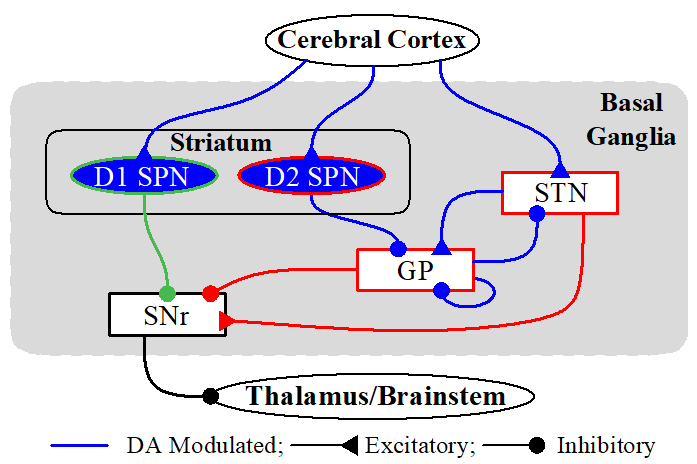 Cerebral Cortex
Basal
Ganglia
Striatum
D1 SPN
D2 SPN
STN
GP
SNr
Thalamus/Brainstem
DA Modulated; Excitatory; Inhibitory